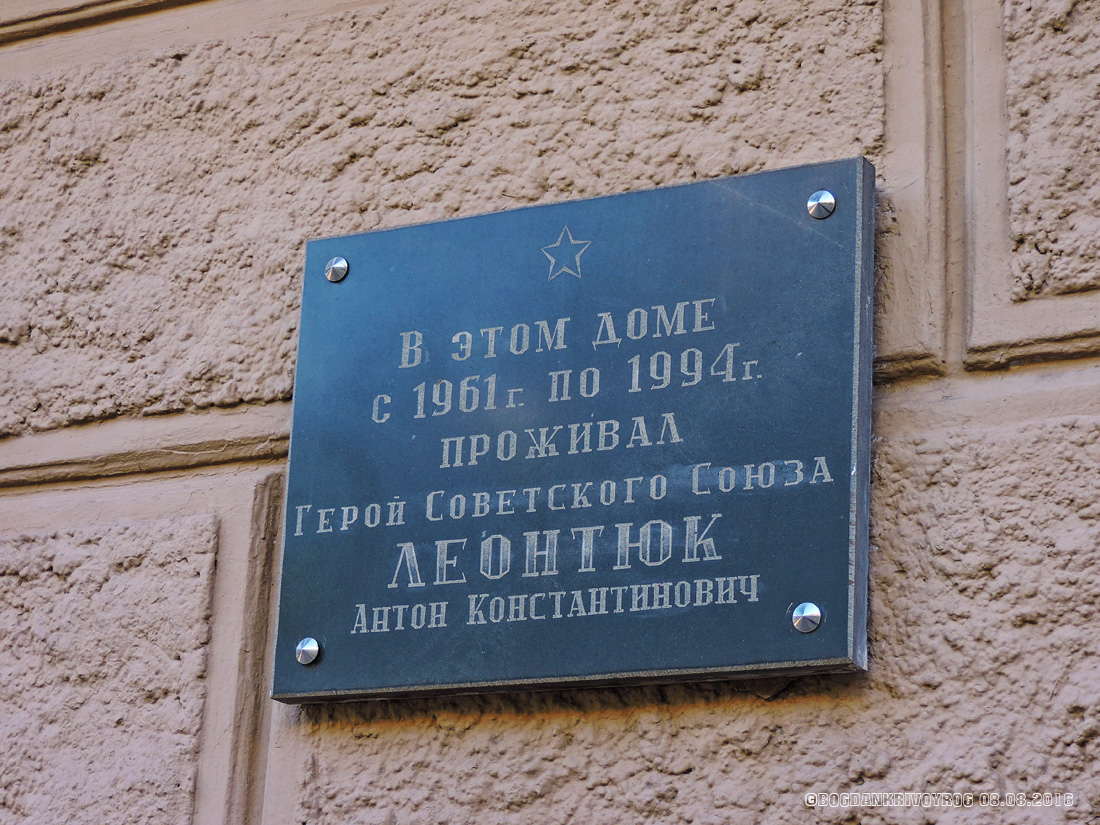 В ЭТОМ ДОМЕ
С 1961г. ПО 1994г.
ПРОЖИВАЛ
ГЕРОЙ СОВЕТСКОГО СОЮЗА
ЛЕОНТЮК
АНТОН КОНСТАНТИНОВИЧ
©BOGDANKRIVOYROG 08.08.2016